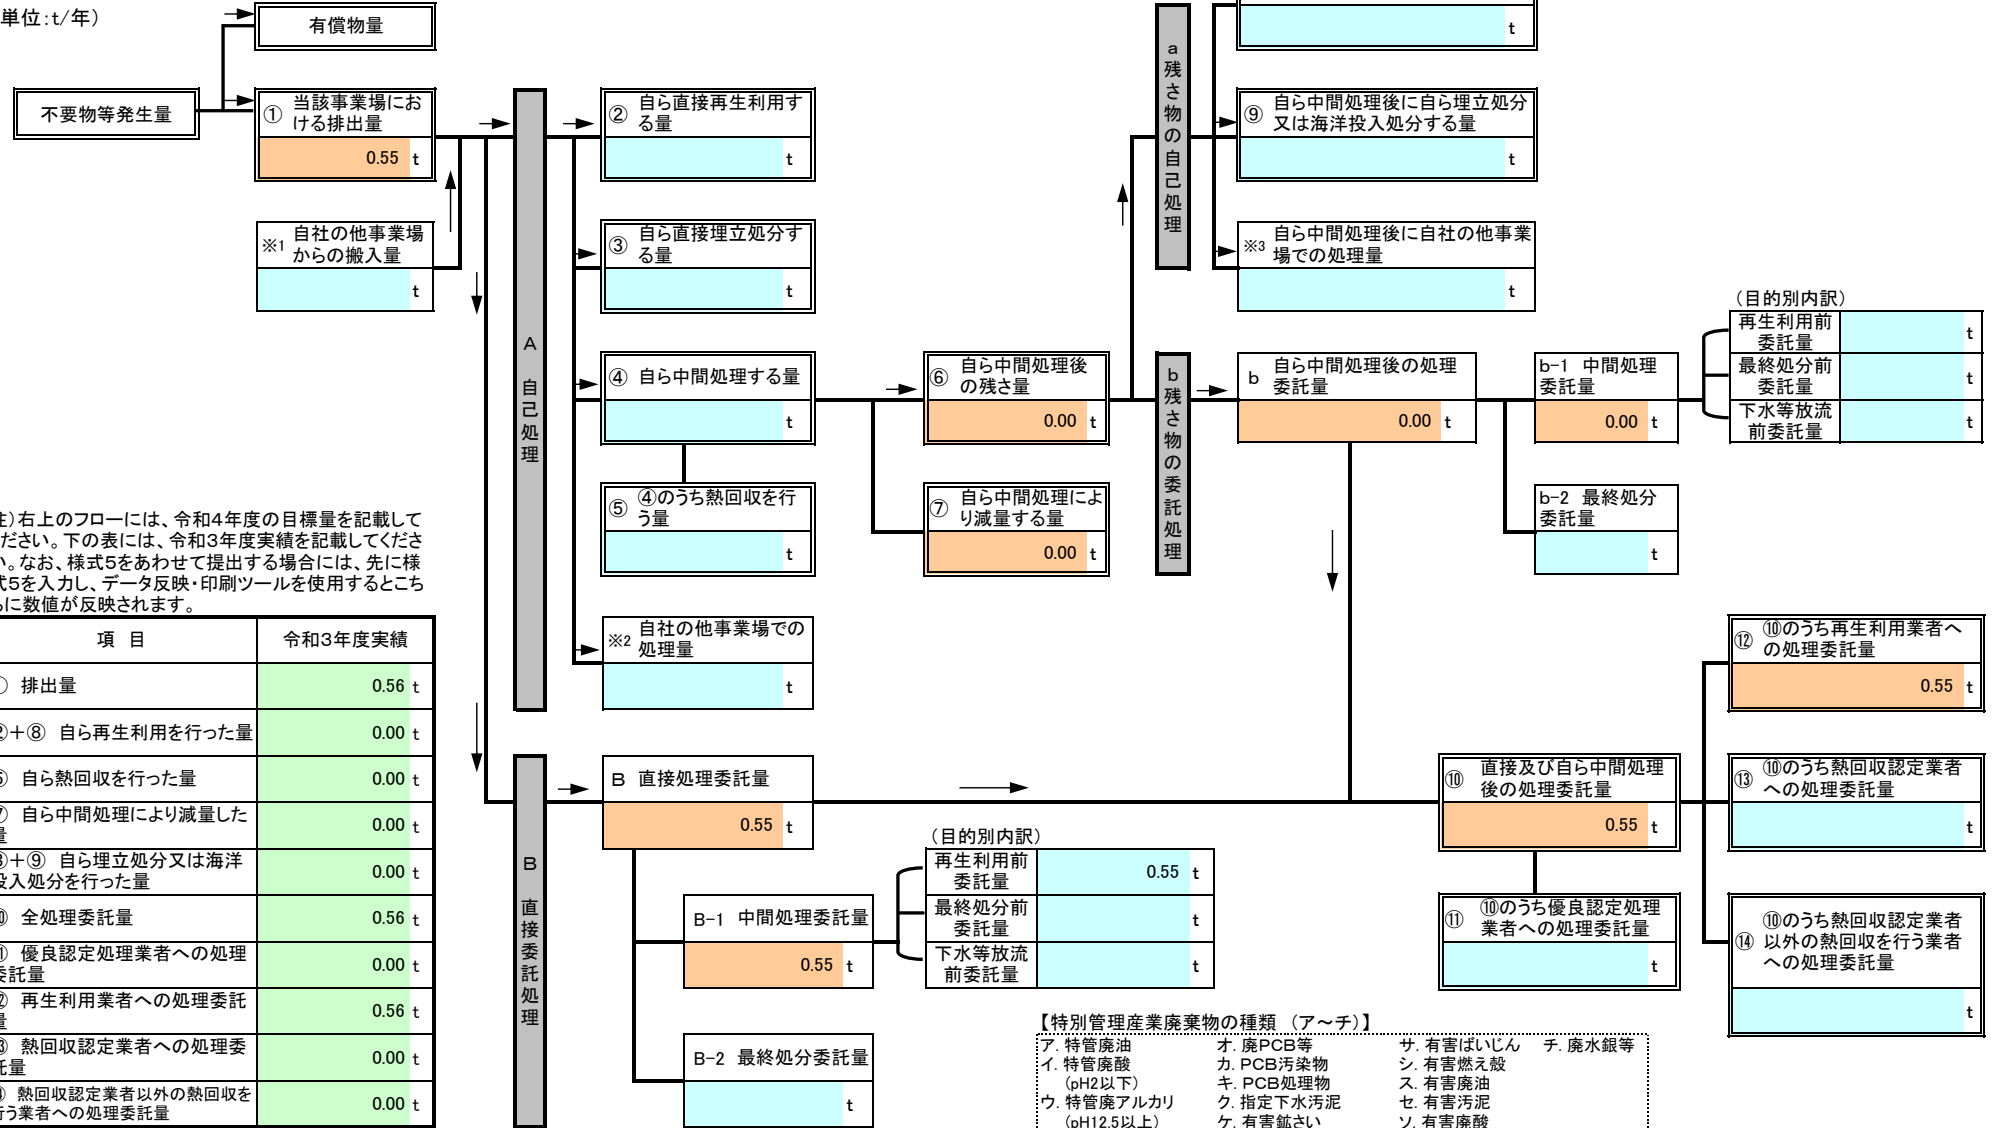 単位:t/年)
有償物量
不要物等発生量
① 当該事業場にお
ける排出量
0.55 t
※1 自社の他事業場
からの搬入量
t
A 自己処理
② 自ら直接再生利用す
る量
t
③ 自ら直接埋立処分す
る量
t
④ 自ら中間処理する量
t
⑤ ④のうち熱回収を行
う量
t
※2 自社の他事業場での
処理量
t
⑥ 自ら中間処理後
の残さ量
0.00 t
⑦ 自ら中間処理によ
り減量する量
0.00 t
a 残さ物の自己処理
t
⑨ 自ら中間処理後に自ら埋立処分
又は海洋投入処分する量
t
※3 自ら中間処理後に自社の他事業
場での処理量
t
b 残さ物の委託処理
b 自ら中間処理後の処理
委託量
0.00 t
b-1 中間処理
委託量
0.00 t
b-2 最終処分
委託量
t
(目的別内訳)
再生利用前
委託量
t
最終処分前
委託量
t
下水等放流
前委託量
t
)右上のフローには、令和4年度の目標量を記載して
ださい。下の表には、令和3年度実績を記載してくださ
。なお、様式5をあわせて提出する場合には、先に様
式5を入力し、データ反映・印刷ツールを使用するとこち
に数値が反映されます。
項 目 令和3年度実績
排出量 0.56 t
②+⑧ 自ら再生利用を行った量 0.00 t
自ら熱回収を行った量 0.00 t
自ら中間処理により減量した
量 0.00 t
+⑨ 自ら埋立処分又は海洋
投入処分を行った量 0.00 t
全処理委託量 0.56 t
優良認定処理業者への処理
委託量 0.00 t
再生利用業者への処理委託
量 0.56 t
熱回収認定業者への処理委
託量 0.00 t
熱回収認定業者以外の熱回収を
行う業者への処理委託量 0.00 t
B 直接委託処理
B 直接処理委託量
0.55 t
B-1 中間処理委託量
0.55 t
B-2 最終処分委託量
t
(目的別内訳)
再生利用前
委託量
0.55 t
最終処分前
委託量
t
下水等放流
前委託量
t
⑩ 直接及び自ら中間処理
後の処理委託量
0.55 t
⑪ ⑩のうち優良認定処理
業者への処理委託量
t
⑫ ⑩のうち再生利用業者へ
の処理委託量
0.55 t
⑬ ⑩のうち熱回収認定業者
への処理委託量
t
⑭ ⑩のうち熱回収認定業者
以外の熱回収を行う業者
への処理委託量
t
【特別管理産業廃棄物の種類 (ア～チ)】
ア. 特管廃油 オ. 廃PCB等 サ. 有害ばいじん チ. 廃水銀等
イ. 特管廃酸 カ. PCB汚染物 シ. 有害燃え殻
(pH2以下) キ. PCB処理物 ス. 有害廃油
ウ. 特管廃アルカリ ク. 指定下水汚泥 セ. 有害汚泥
(pH12.5以上) ケ. 有害鉱さい ソ. 有害廃酸